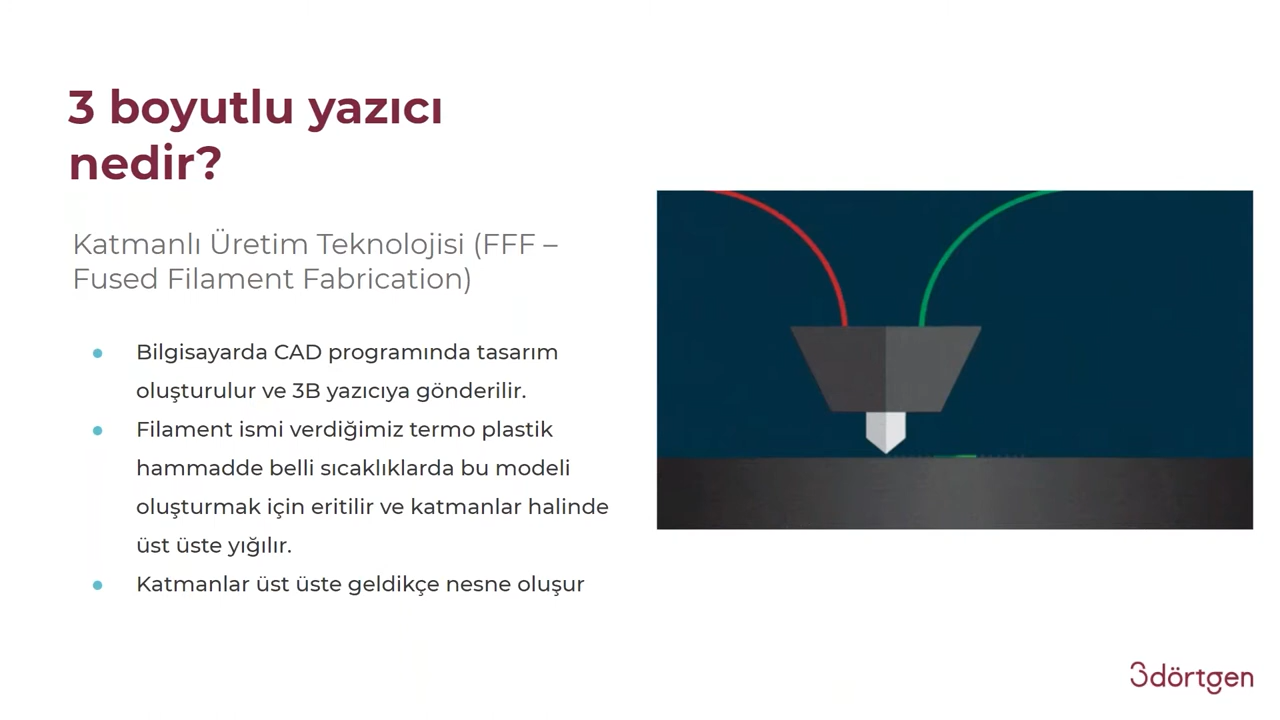 3 boyutlu yazıcı
nedir?
Katmanlı Üretim Teknolojisi (FFF –
Fused Filament Fabrication)
● Bilgisayarda CAD programında tasarım
oluşturulur ve 3B yazıcıya gönderilir.
● Filament ismi verdiğimiz termo plastik
hammadde belli sıcaklıklarda bu modeli
oluşturmak için eritilir ve katmanlar halinde
üst üste yığılır.
● Katmanlar üst üste geldikçe nesne oluşur
3dörtgen